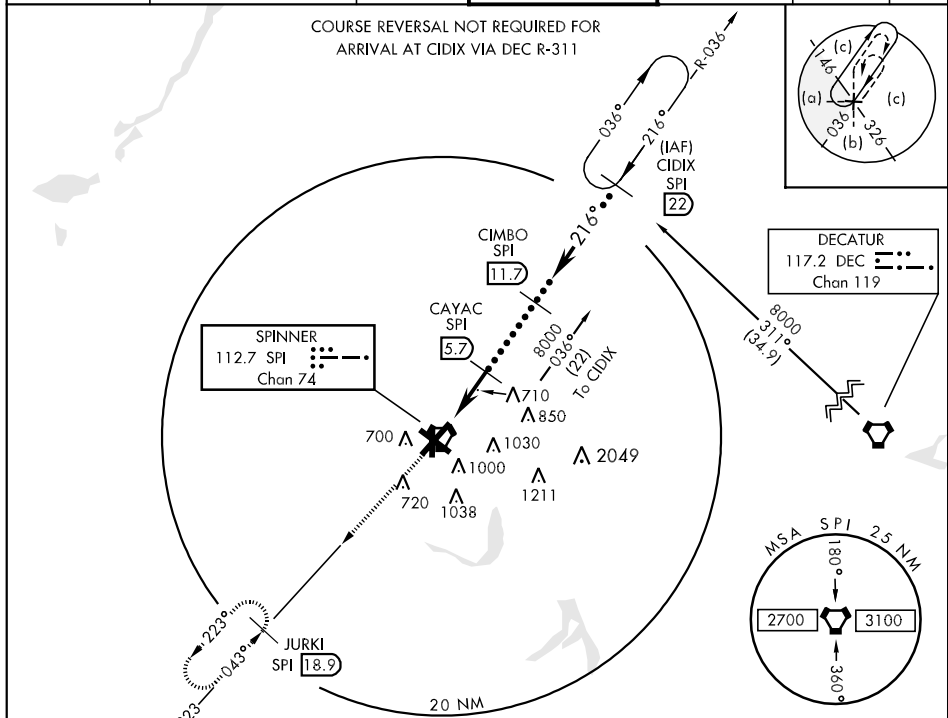 COURSE REVERSAL NOT REQUIRED FOR
ARRIVAL AT CIDIX VIA DEC R-311
R-036
036°
216°
(IAF)
CIDIX
SPI
22
216°
CIMBO
SPI
11.7
CAYAC
SPI
5.7
8000
036°
(22)
To CIDIX
SPINNER
112.7 SPI
Chan 74
DECATUR
117.2 DEC
Chan 119
8000
311°
(34.9)
710
850
700
1030
2049
1000
1211
720
1038
223°
043°
JURKI
SPI 18.9
20 NM
(c)
146
(a)
(c)
036
326
(b)
MSA SPI 25 NM
180°
2700
3100
360°